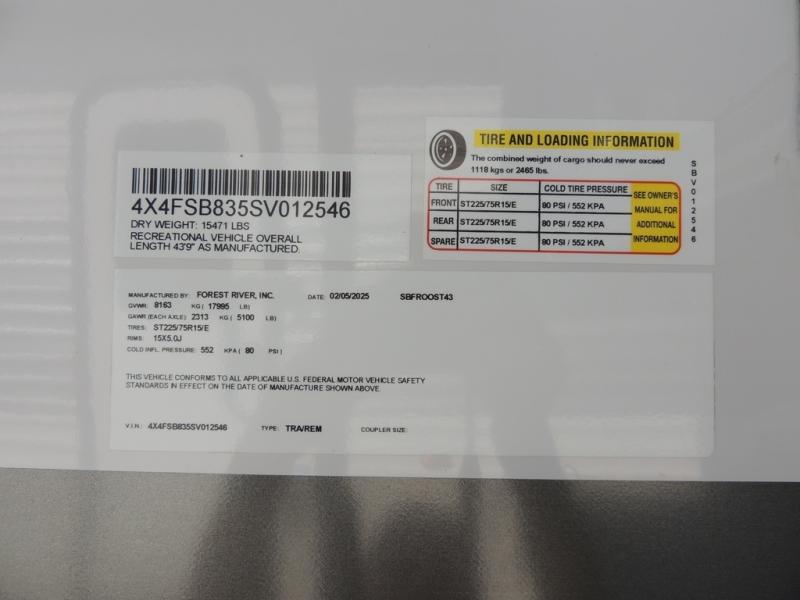 4X4FSB835SV012546
DRY WEIGHT: 15471 LBS
RECREATIONAL VEHICLE OVERALL
LENGTH 43'9" AS MANUFACTURED.
TIRE AND LOADING INFORMATION
The combined weight of cargo should never exceed
1118 kgs or 2465 lbs.
TIRE SIZE COLD TIRE PRESSURE
FRONT ST225/75R15/E 80 PSI / 552 KPA
REAR ST225/75R15/E 80 PSI / 552 KPA
SPARE ST225/75R15/E 80 PSI / 552 KPA
SEE OWNER'S
MANUAL FOR
ADDITIONAL
INFORMATION
SBV012546
MANUFACTURED BY: FOREST RIVER, INC. DATE: 02/05/2025 SBFROOST43
GVWR: 8163 KG ( 17995 LB)
GAWR (EACH AXLE) 2313 KG ( 5100 LB)
TIRES: ST225/75R15/E
RIMS: 15X5.0J
COLD INFL. PRESSURE: 552 KPA ( 80 PSI)
THIS VEHICLE CONFORMS TO ALL APPLICABLE U.S. FEDERAL MOTOR VEHICLE SAFETY
STANDARDS IN EFFECT ON THE DATE OF MANUFACTURE SHOWN ABOVE.
V.I.N.: 4X4FSB835SV012546 TYPE: TRA/REM COUPLER SIZE: